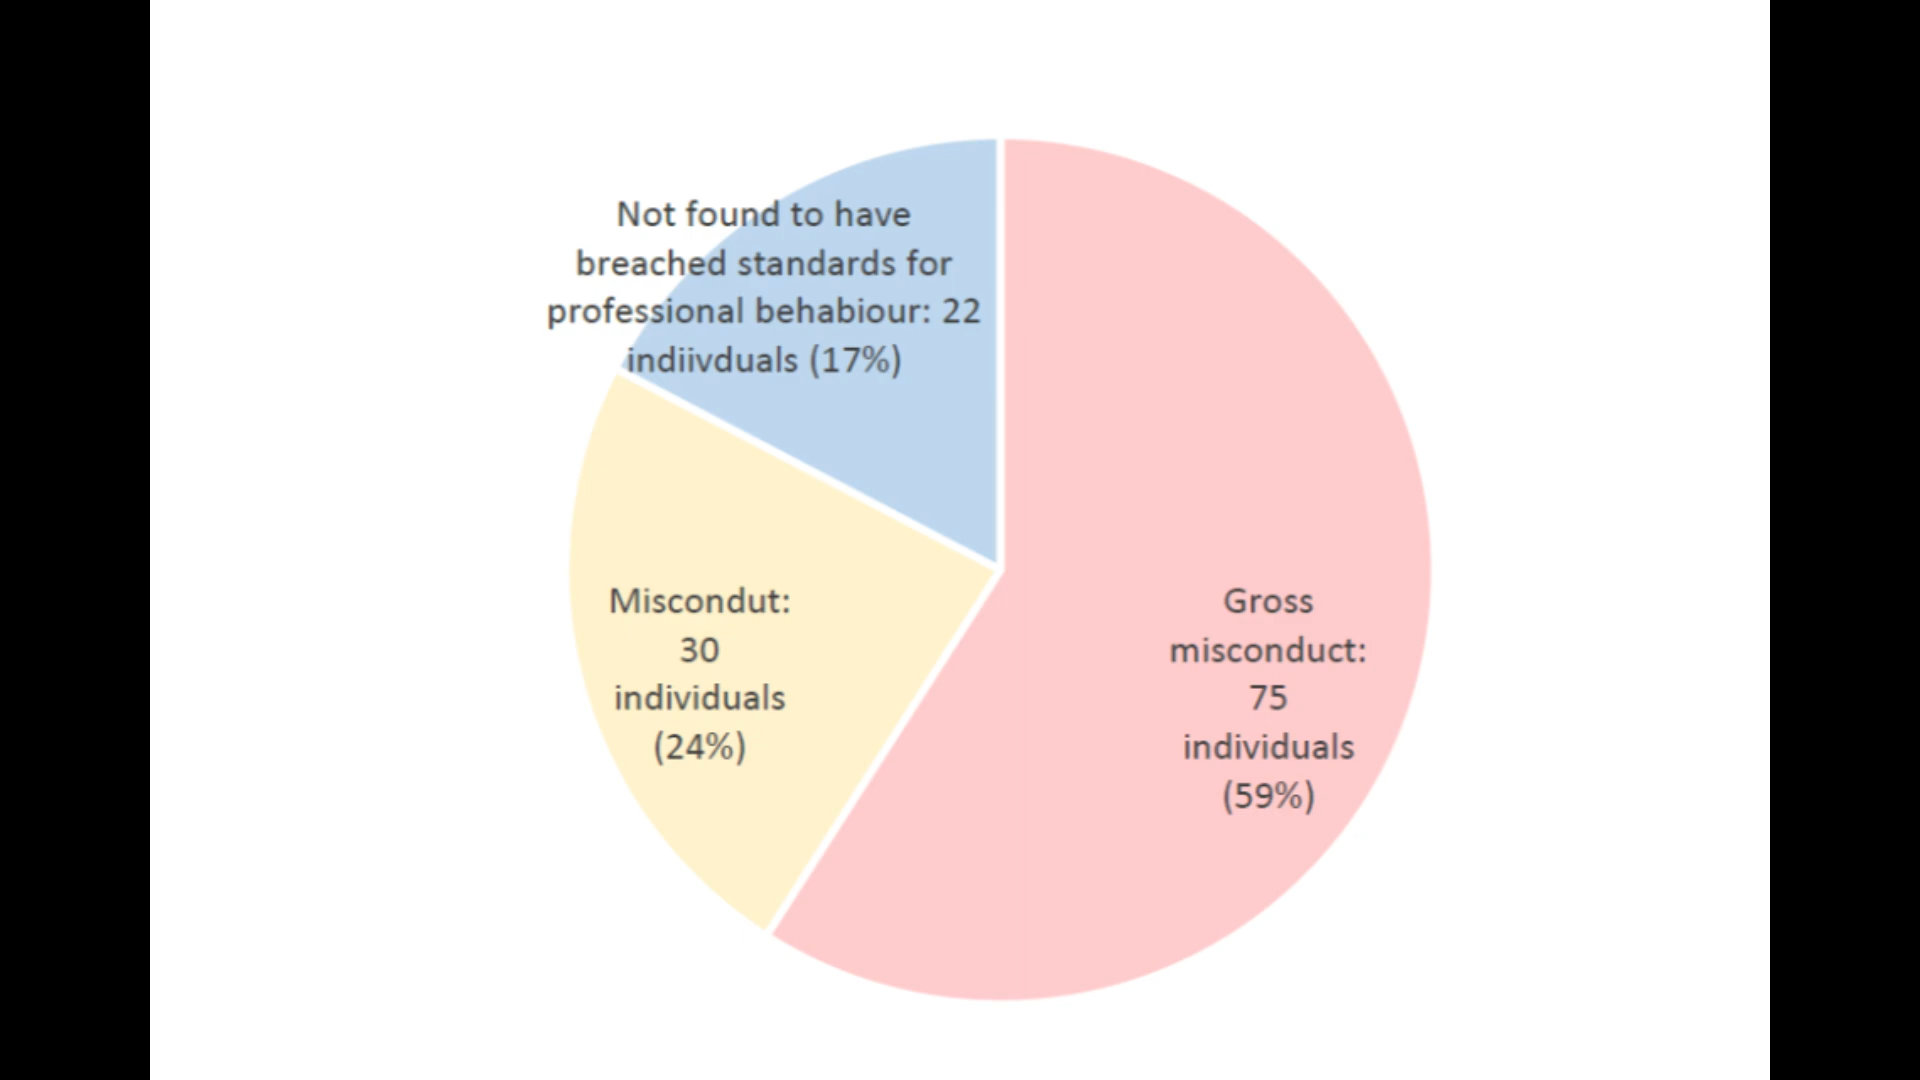 Not found to have
breached standards for
professional behabiour: 22
indiivduals (17%)
Miscondut:
30
individuals
(24%)
Gross
misconduct:
75
individuals
(59%)